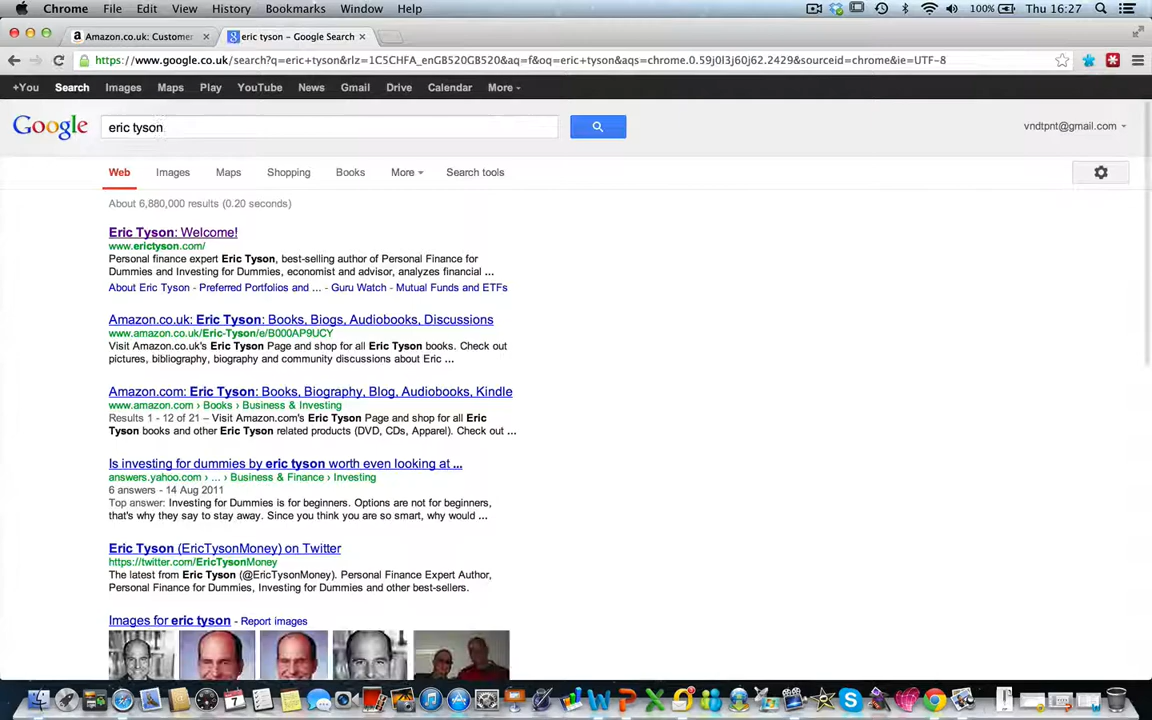 Chrome File Edit View History Bookmarks Window Help 100% Thu 16:27
Amazon.co.uk: Customer eric tyson - Google Search
https://www.google.co.uk/search?q=eric+tyson&rlz=1C5CHFA_enGB520GB520&aq=f&oq=eric+tyson&aqs=chrome.0.59j0l3j60j62.2429&sourceid=chrome&ie=UTF-8
+You Search Images Maps Play YouTube News Gmail Drive Calendar More
Google eric tyson vndtpnt@gmail.com
Web Images Maps Shopping Books More Search tools
About 6,880,000 results (0.20 seconds)
Eric Tyson: Welcome!
www.erictyson.com/
Personal finance expert Eric Tyson, best-selling author of Personal Finance for
Dummies and Investing for Dummies, economist and advisor, analyzes financial ...
About Eric Tyson - Preferred Portfolios and ... - Guru Watch - Mutual Funds and ETFs
Amazon.co.uk: Eric Tyson: Books, Biogs, Audiobooks, Discussions
www.amazon.co.uk/Eric-Tyson/e/B000AP9UCY
Visit Amazon.co.uk's Eric Tyson Page and shop for all Eric Tyson books. Check out
pictures, bibliography, biography and community discussions about Eric ...
Amazon.com: Eric Tyson: Books, Biography, Blog, Audiobooks, Kindle
www.amazon.com › Books › Business & Investing
Results 1 - 12 of 21 – Visit Amazon.com's Eric Tyson Page and shop for all Eric
Tyson books and other Eric Tyson related products (DVD, CDs, Apparel). Check out ...
Is investing for dummies by eric tyson worth even looking at ...
answers.yahoo.com › ... › Business & Finance › Investing
6 answers - 14 Aug 2011
Top answer: Investing for Dummies is for beginners. Options are not for beginners,
that's why they say to stay away. Since you think you are so smart, why would ...
Eric Tyson (EricTysonMoney) on Twitter
https://twitter.com/EricTysonMoney
The latest from Eric Tyson (@EricTysonMoney). Personal Finance Expert Author,
Personal Finance for Dummies, Investing for Dummies and other best-sellers.
Images for eric tyson - Report images